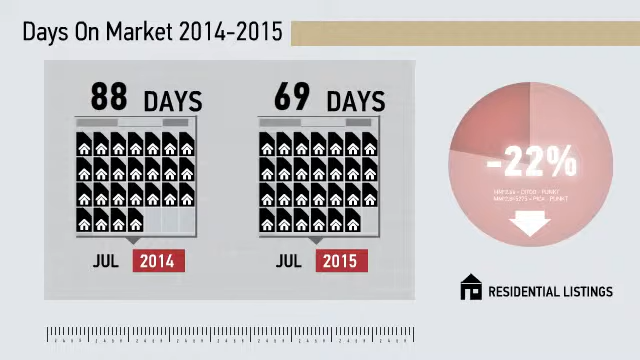 Days On Market 2014-2015
88 DAYS
69 DAYS
-22%
JUL 2014
JUL 2015
RESIDENTIAL LISTINGS